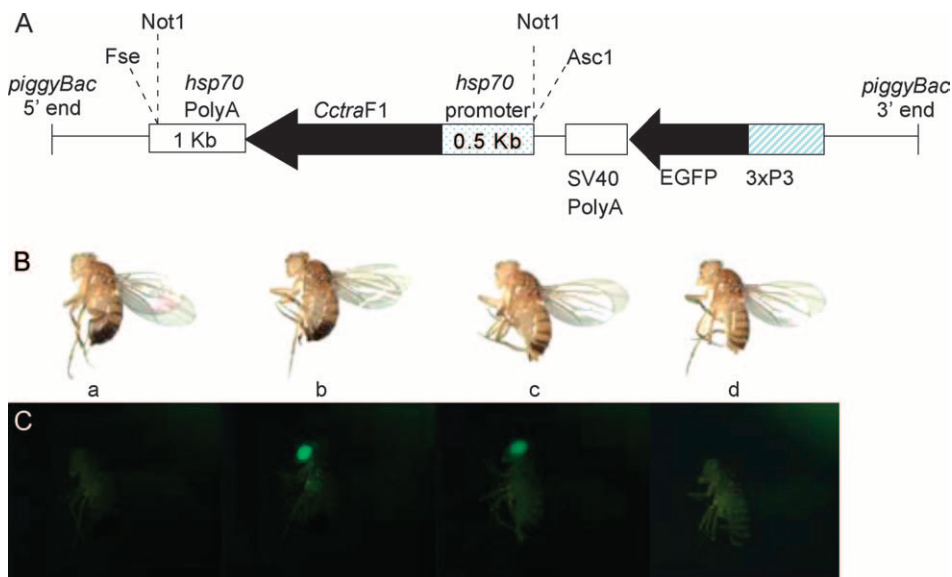 A
Not1
Not1
Fse
Asc1
piggyBac
5’ end
hsp70
PolyA
CctraF1
hsp70
promoter
piggyBac
3’ end
1 Kb
0.5 Kb
SV40
PolyA
EGFP
3xP3
B
a
b
c
d
C